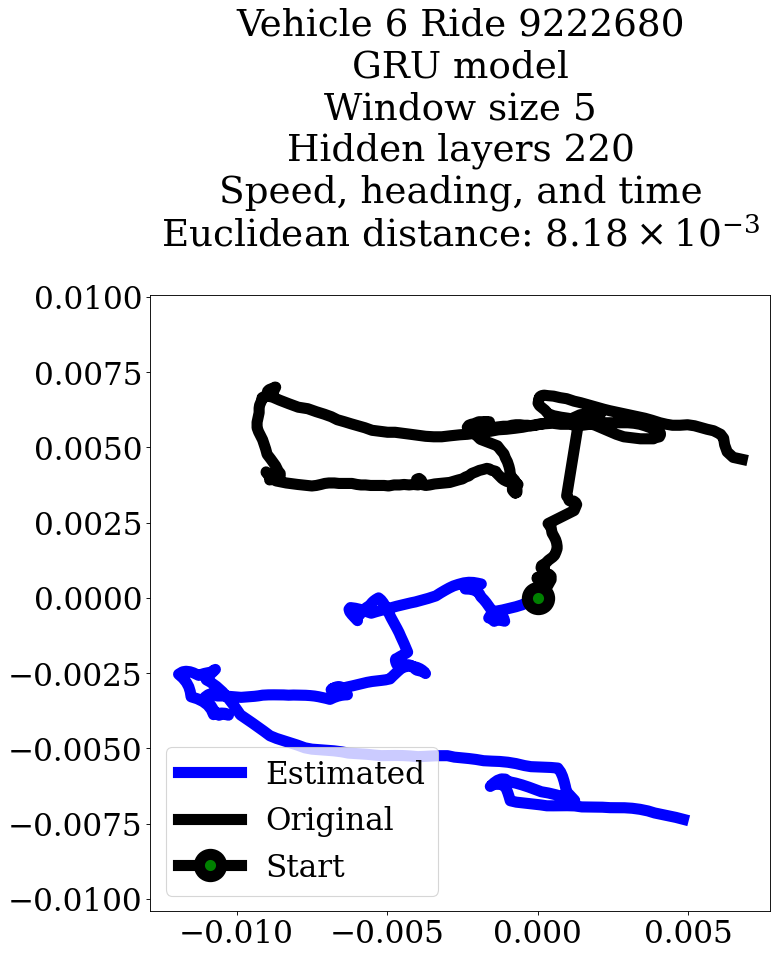 Vehicle 6 Ride 9222680
GRU model
Window size 5
Hidden layers 220
Speed, heading, and time
Euclidean distance: 8.18 × 10⁻³
0.0100
0.0075
0.0050
0.0025
0.0000
−0.0025
−0.0050
−0.0075
−0.0100
Estimated
Original
Start
−0.010 −0.005 0.000 0.005